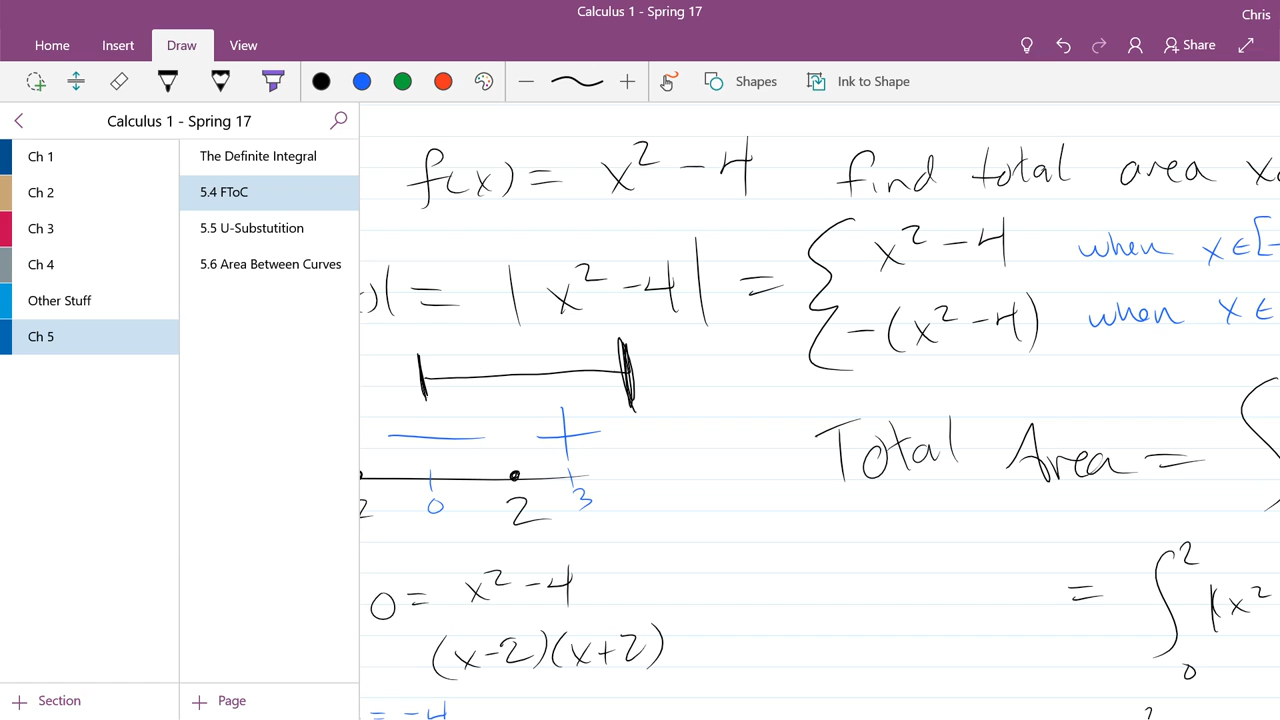 Calculus 1 - Spring 17
Chris
Home Insert Draw View Share
Shapes Ink to Shape
Calculus 1 - Spring 17
Ch 1
Ch 2
Ch 3
Ch 4
Other Stuff
Ch 5
The Definite Integral
5.4 FToC
5.5 U-Substutition
5.6 Area Between Curves
Section
Page
f(x) = x² - 4 find total area
)| = |x² - 4| = { x² - 4 when x ∈ [-
-(x² - 4) when x ∈
- +
0 2 3
Total Area = ∫
0 = x² - 4
(x-2)(x+2)
= ∫₀² |(x²
= -4